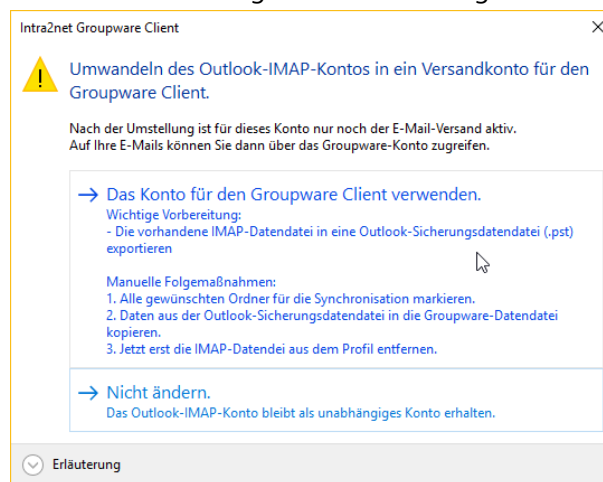 Intra2net Groupware Client
Umwandeln des Outlook-IMAP-Kontos in ein Versandkonto für den
Groupware Client.
Nach der Umstellung ist für dieses Konto nur noch der E-Mail-Versand aktiv.
Auf Ihre E-Mails können Sie dann über das Groupware-Konto zugreifen.
Das Konto für den Groupware Client verwenden.
Wichtige Vorbereitung:
- Die vorhandene IMAP-Datendatei in eine Outlook-Sicherungsdatendatei (.pst)
exportieren
Manuelle Folgemaßnahmen:
1. Alle gewünschten Ordner für die Synchronisation markieren.
2. Daten aus der Outlook-Sicherungsdatendatei in die Groupware-Datendatei
kopieren.
3. Jetzt erst die IMAP-Datendei aus dem Profil entfernen.
Nicht ändern.
Das Outlook-IMAP-Konto bleibt als unabhängiges Konto erhalten.
Erläuterung